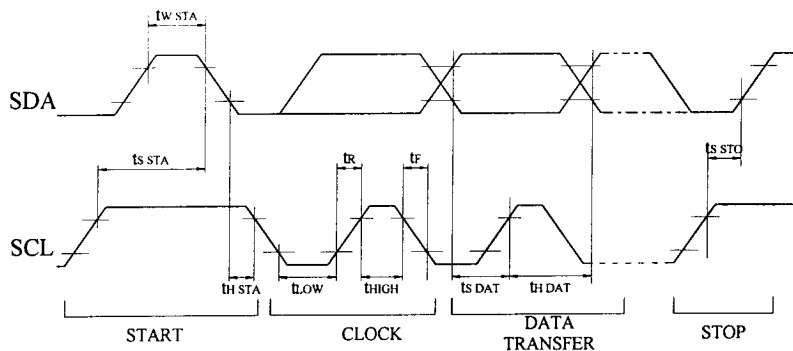 tW STA
SDA
tS STA
tR
tF
tS STO
SCL
tH STA
tLOW
tHIGH
tS DAT
tH DAT
START
CLOCK
DATA
TRANSFER
STOP